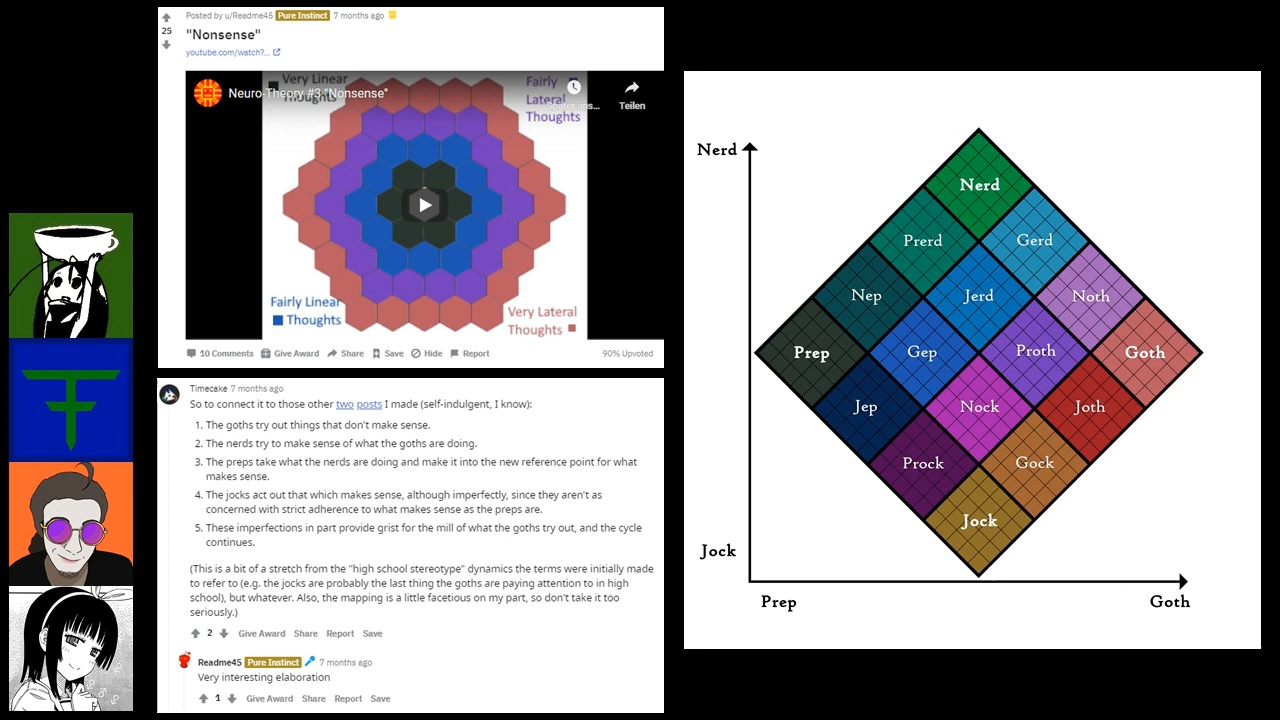 Posted by u/Readme45 Pure Instinct 7 months ago
25
"Nonsense"
youtube.com/watch?...
Neuro-Theory #3 "Nonsense"
Very Linear
Thoughts
Fairly
Lateral
Thoughts
Teilen
Fairly Linear
Thoughts
Very Lateral
Thoughts
10 Comments Give Award Share Save Hide Report 90% Upvoted
Timecake 7 months ago
So to connect it to those other two posts I made (self-indulgent, I know):
1. The goths try out things that don't make sense.
2. The nerds try to make sense of what the goths are doing.
3. The preps take what the nerds are doing and make it into the new reference point for what
makes sense.
4. The jocks act out that which makes sense, although imperfectly, since they aren't as
concerned with strict adherence to what makes sense as the preps are.
5. These imperfections in part provide grist for the mill of what the goths try out, and the cycle
continues.
(This is a bit of a stretch from the "high school stereotype" dynamics the terms were initially made
to refer to (e.g. the jocks are probably the last thing the goths are paying attention to in high
school), but whatever. Also, the mapping is a little facetious on my part, so don't take it too
seriously.)
2 Give Award Share Report Save
Readme45 Pure Instinct 7 months ago
Very interesting elaboration
1 Give Award Share Report Save
Nerd
Nerd
Prerd
Gerd
Nep
Jerd
Noth
Prep
Gep
Proth
Goth
Jep
Nock
Joth
Prock
Gock
Jock
Jock
Prep
Goth